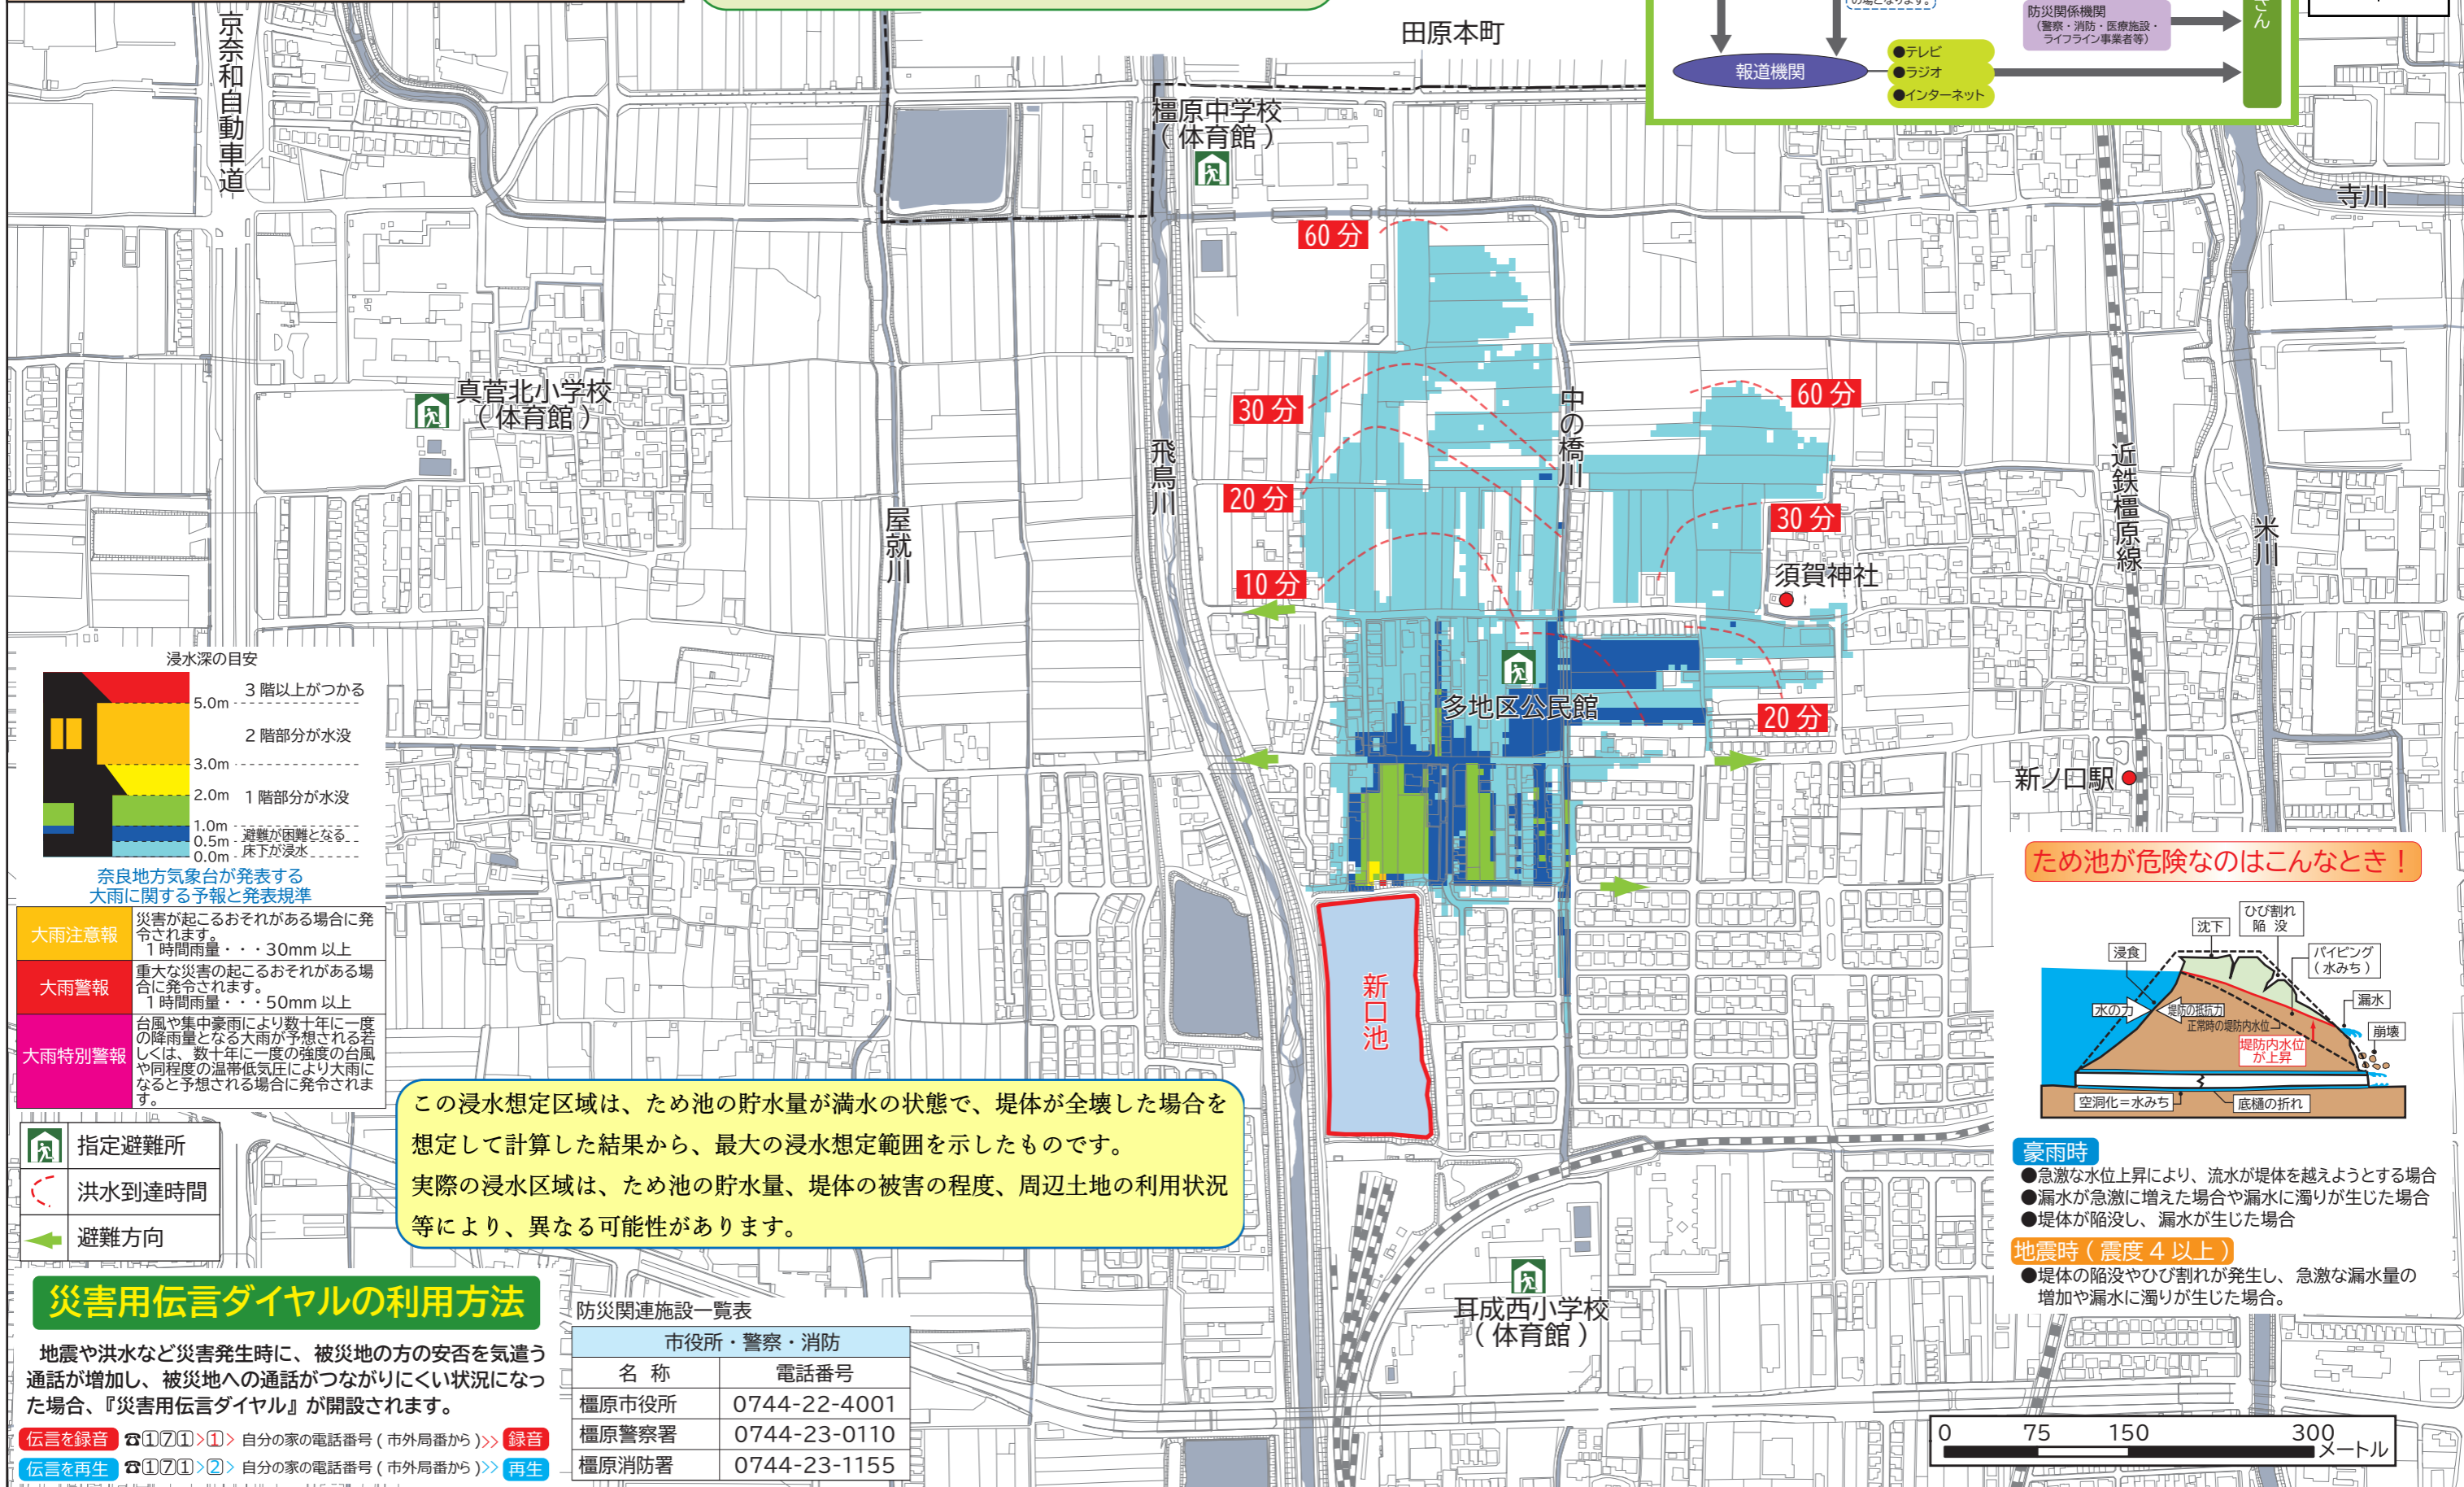 の場となります。
防災関係機関
(警察・消防・医療施設・
ライフライン事業者等)
さん
報道機関
●テレビ
●ラジオ
●インターネット
田原本町
京奈和自動車道
橿原中学校
(体育館)
寺川
60分
真菅北小学校
(体育館)
30分
中の橋川
60分
飛鳥川
近鉄橿原線
20分
屋就川
30分
米川
10分
須賀神社
多地区公民館
20分
新ノ口駅
新口池
耳成西小学校
(体育館)
浸水深の目安
3階以上がつかる
5.0m
2階部分が水没
3.0m
2.0m
1階部分が水没
1.0m
避難が困難となる
0.5m
床下が浸水
0.0m
奈良地方気象台が発表する
大雨に関する予報と発表規準
大雨注意報
災害が起こるおそれがある場合に発
令されます。
1時間雨量・・・30mm以上
大雨警報
重大な災害の起こるおそれがある場
合に発令されます。
1時間雨量・・・50mm以上
大雨特別警報
台風や集中豪雨により数十年に一度
の降雨量となる大雨が予想される若
しくは、数十年に一度の強度の台風
や同程度の温帯低気圧により大雨に
なると予想される場合に発令されま
す。
指定避難所
洪水到達時間
避難方向
この浸水想定区域は、ため池の貯水量が満水の状態で、堤体が全壊した場合を
想定して計算した結果から、最大の浸水想定範囲を示したものです。
実際の浸水区域は、ため池の貯水量、堤体の被害の程度、周辺土地の利用状況
等により、異なる可能性があります。
災害用伝言ダイヤルの利用方法
地震や洪水など災害発生時に、被災地の方の安否を気遣う
通話が増加し、被災地への通話がつながりにくい状況になっ
た場合、『災害用伝言ダイヤル』が開設されます。
伝言を録音 ☎171>1> 自分の家の電話番号(市外局番から)>> 録音
伝言を再生 ☎171>2> 自分の家の電話番号(市外局番から)>> 再生
防災関連施設一覧表
市役所・警察・消防
名 称 電話番号
橿原市役所 0744-22-4001
橿原警察署 0744-23-0110
橿原消防署 0744-23-1155
ため池が危険なのはこんなとき!
ひび割れ
陥 没
沈下
浸食
パイピング
(水みち)
漏水
水の力
堤防の抵抗力
正常時の堤防内水位
崩壊
堤防内水位
が上昇
空洞化=水みち
底樋の折れ
豪雨時
●急激な水位上昇により、流水が堤体を越えようとする場合
●漏水が急激に増えた場合や漏水に濁りが生じた場合
●堤体が陥没し、漏水が生じた場合
地震時(震度4以上)
●堤体の陥没やひび割れが発生し、急激な漏水量の
増加や漏水に濁りが生じた場合。
0 75 150 300
メートル